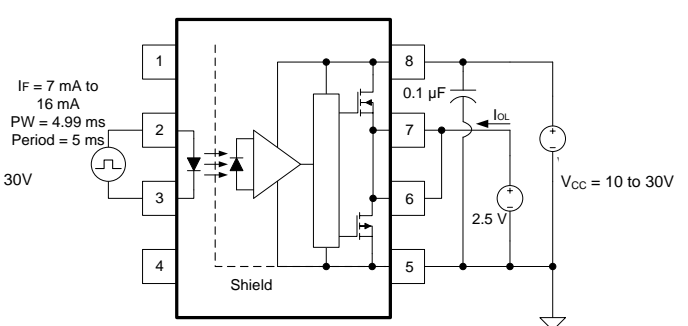 1
8
IF = 7 mA to
16 mA
PW = 4.99 ms
Period = 5 ms
0.1 µF
IOL
2
7
+
−
30V
VCC = 10 to 30V
3
6
+
−
2.5 V
4
5
Shield